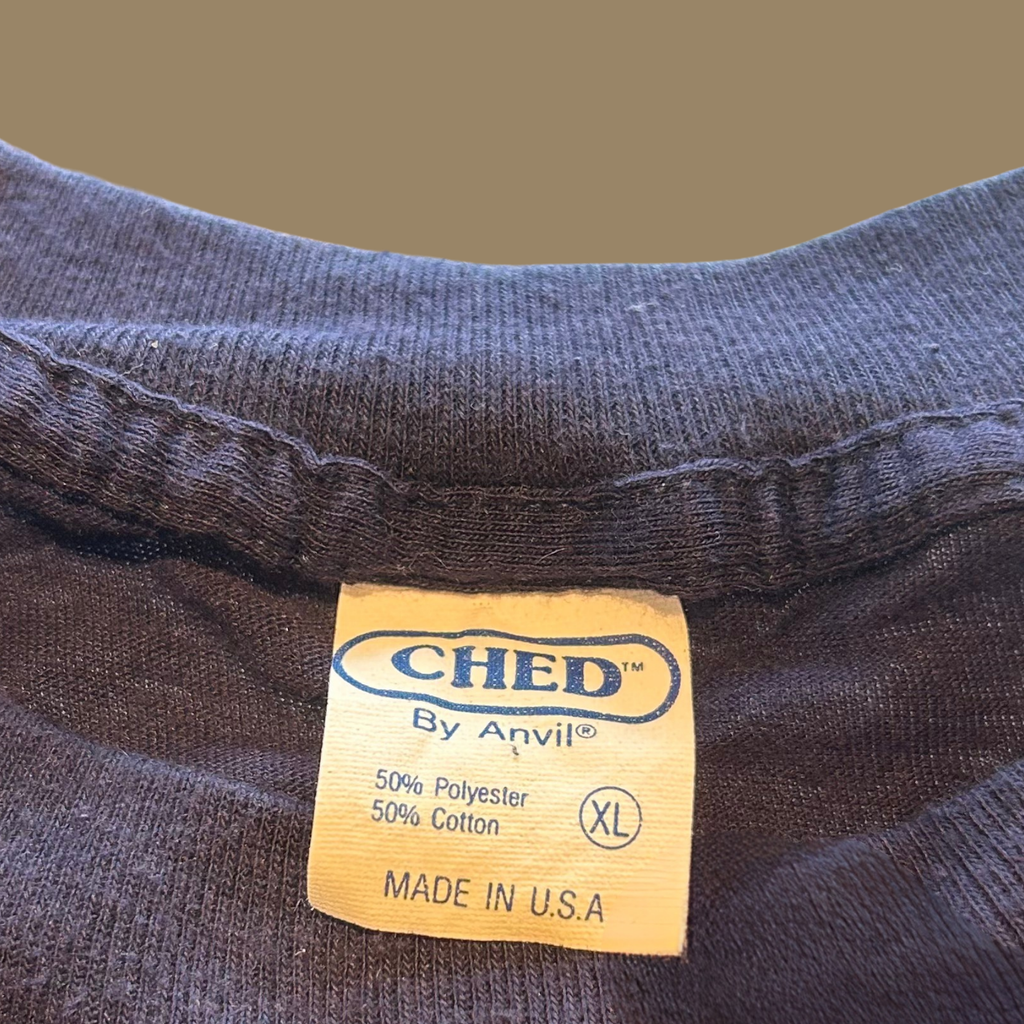 CHED™
By Anvil®
50% Polyester
50% Cotton
XL
MADE IN U.S.A